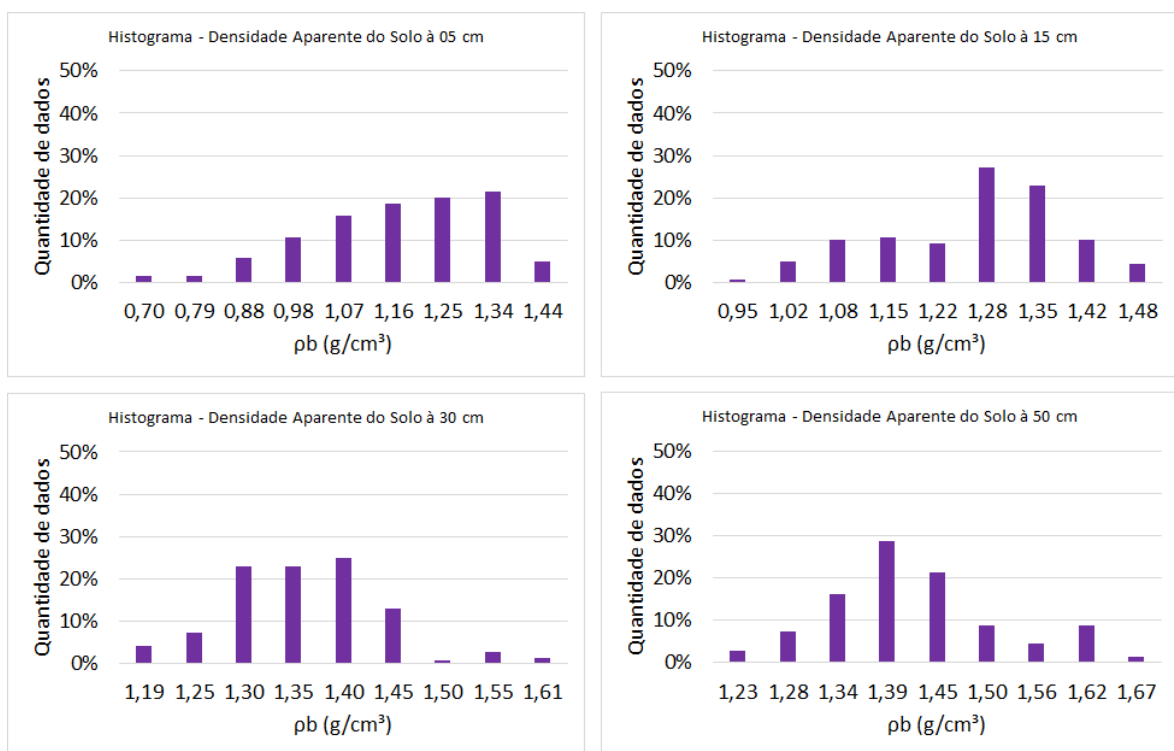 Histograma - Densidade Aparente do Solo à 05 cm
Quantidade de dados
50%
40%
30%
20%
10%
0%
0,70 0,79 0,88 0,98 1,07 1,16 1,25 1,34 1,44
ρb (g/cm³)
Histograma - Densidade Aparente do Solo à 15 cm
Quantidade de dados
50%
40%
30%
20%
10%
0%
0,95 1,02 1,08 1,15 1,22 1,28 1,35 1,42 1,48
ρb (g/cm³)
Histograma - Densidade Aparente do Solo à 30 cm
Quantidade de dados
50%
40%
30%
20%
10%
0%
1,19 1,25 1,30 1,35 1,40 1,45 1,50 1,55 1,61
ρb (g/cm³)
Histograma - Densidade Aparente do Solo à 50 cm
Quantidade de dados
50%
40%
30%
20%
10%
0%
1,23 1,28 1,34 1,39 1,45 1,50 1,56 1,62 1,67
ρb (g/cm³)